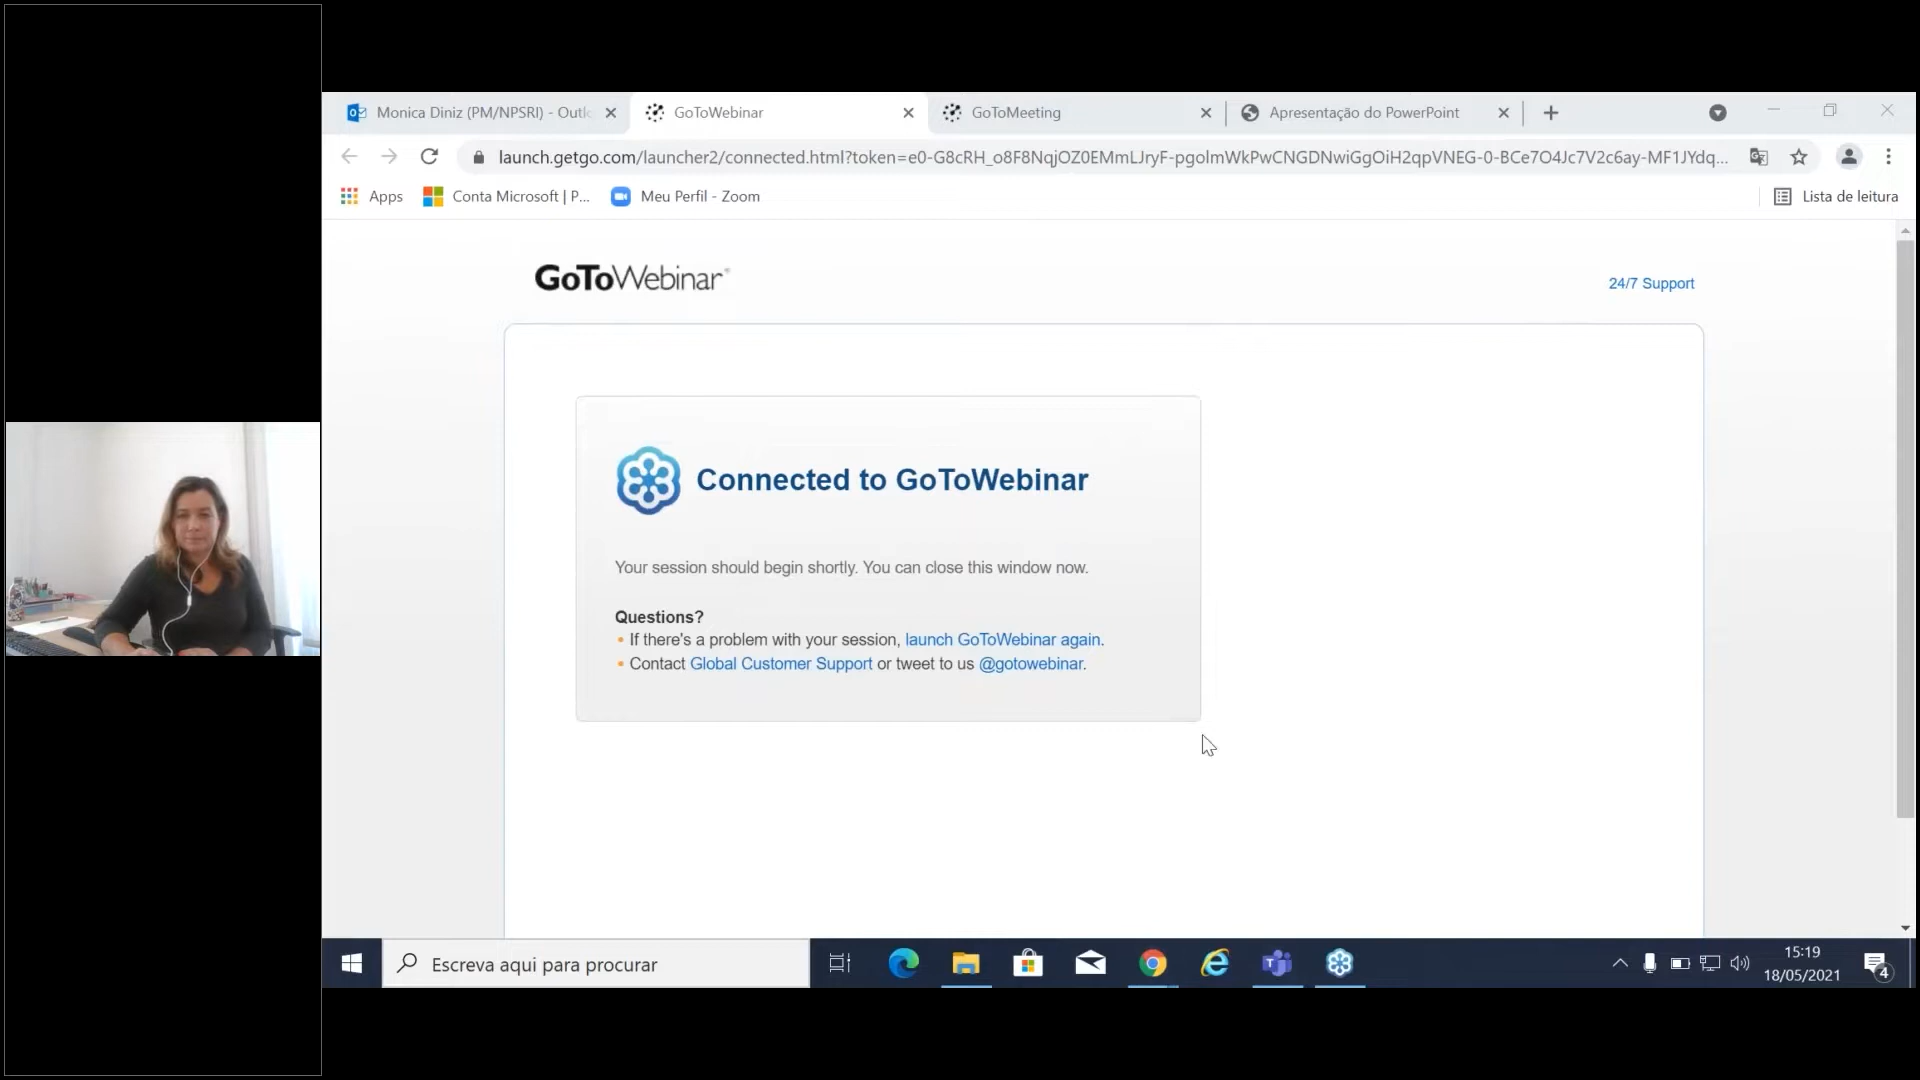 Monica Diniz (PM/NPSRI) - Outlo
GoToWebinar
GoToMeeting
Apresentação do PowerPoint
launch.getgo.com/launcher2/connected.html?token=e0-G8cRH_o8F8NqjOZ0EMmLJryF-pgolmWkPwCNGDNwiGgOiH2qpVNEG-0-BCe7O4Jc7V2c6ay-MF1JYdq...
Apps
Conta Microsoft | P...
Meu Perfil - Zoom
Lista de leitura
GoToWebinar
24/7 Support
Connected to GoToWebinar
Your session should begin shortly. You can close this window now.
Questions?
• If there's a problem with your session, launch GoToWebinar again.
• Contact Global Customer Support or tweet to us @gotowebinar.
Escreva aqui para procurar
15:19
18/05/2021
4